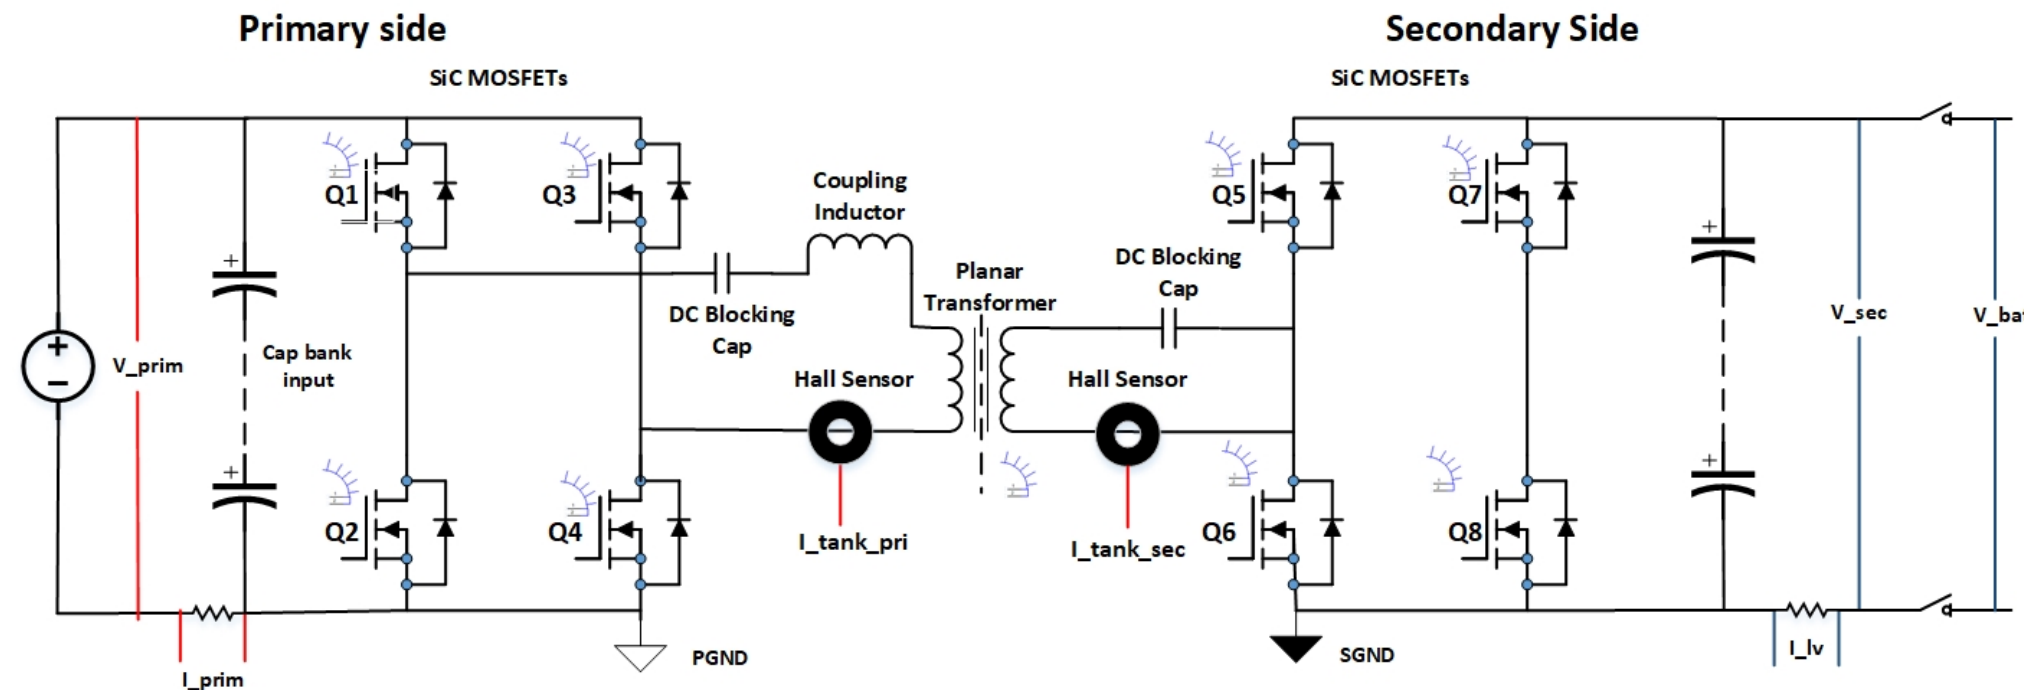 Primary side
Secondary Side
SiC MOSFETs
SiC MOSFETs
Q1
Q3
Coupling
Inductor
Q5
Q7
+
DC Blocking
Cap
Planar
Transformer
DC Blocking
Cap
+
V_prim
Cap bank
input
+
−
Hall Sensor
Hall Sensor
V_sec
+
+
Q2
Q4
I_tank_pri
I_tank_sec
Q6
Q8
I_prim
PGND
SGND
I_lv